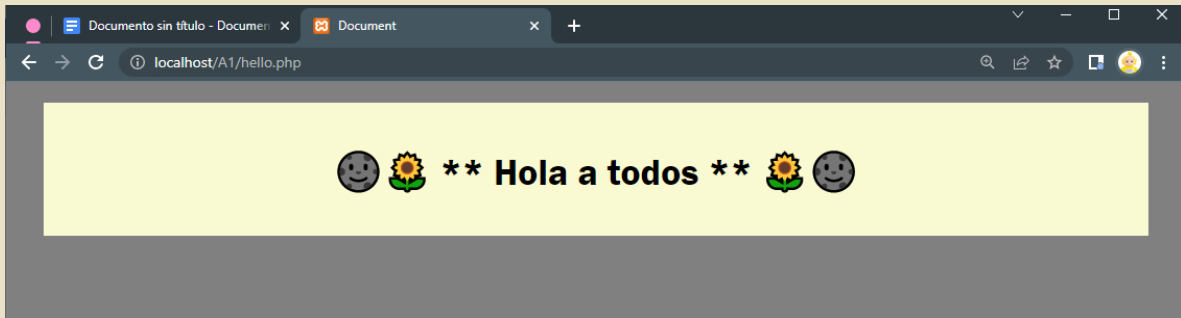 Documento sin título - Documen
Document
localhost/A1/hello.php
🌚🌻 ** Hola a todos ** 🌻🌚